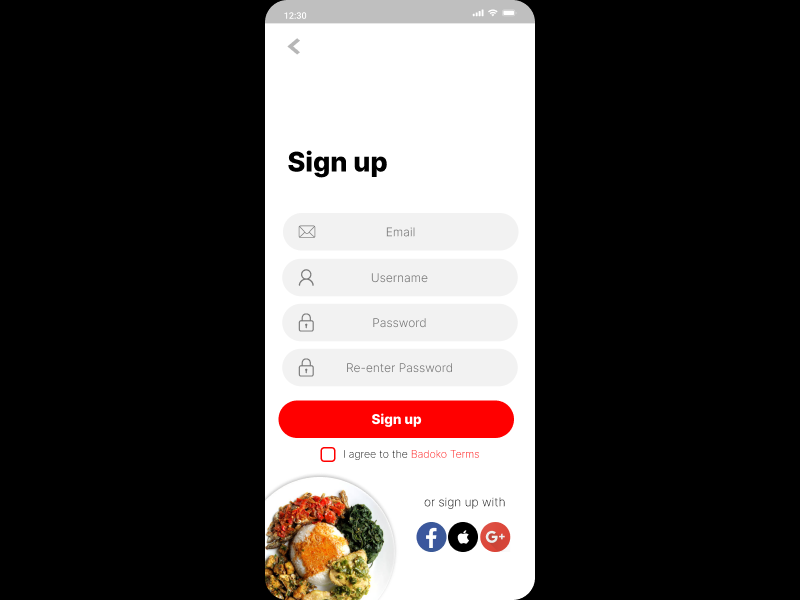 12:30
Sign up
Email
Username
Password
Re-enter Password
Sign up
I agree to the Badoko Terms
or sign up with
G+